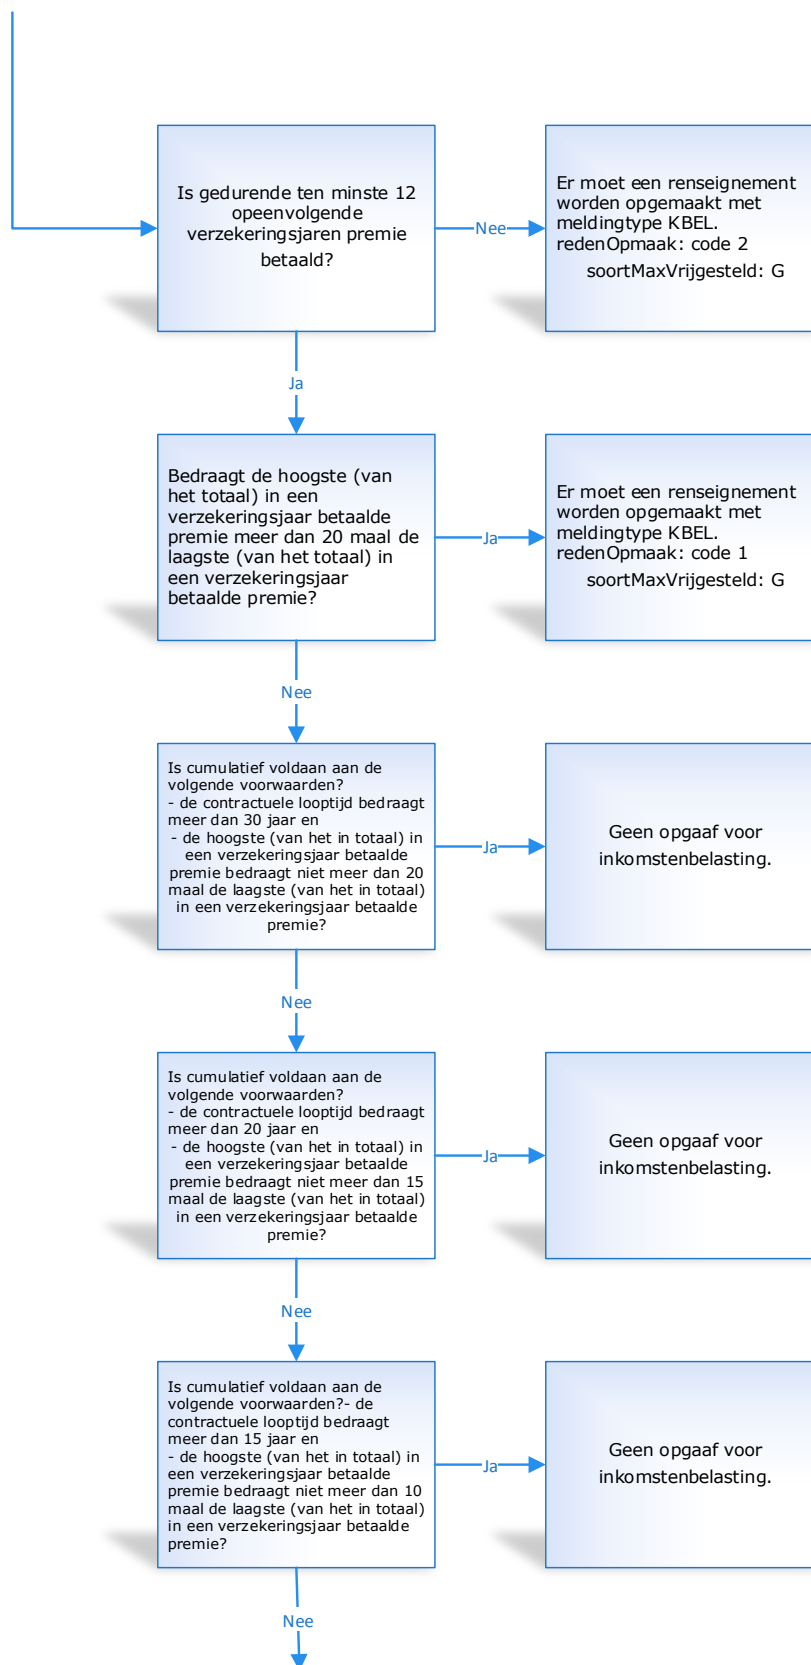 Is gedurende ten minste 12
opeenvolgende
verzekeringsjaren premie
betaald?
Nee
Er moet een renseignement
worden opgemaakt met
meldingtype KBEL.
redenOpmaak: code 2
soortMaxVrijgesteld: G
Ja
Bedraagt de hoogste (van
het totaal) in een
verzekeringsjaar betaalde
premie meer dan 20 maal de
laagste (van het totaal) in
een verzekeringsjaar
betaalde premie?
Ja
Er moet een renseignement
worden opgemaakt met
meldingtype KBEL.
redenOpmaak: code 1
soortMaxVrijgesteld: G
Nee
Is cumulatief voldaan aan de
volgende voorwaarden?
- de contractuele looptijd bedraagt
meer dan 30 jaar en
- de hoogste (van het in totaal) in
een verzekeringsjaar betaalde
premie bedraagt niet meer dan 20
maal de laagste (van het in totaal)
in een verzekeringsjaar betaalde
premie?
Ja
Geen opgaaf voor
inkomstenbelasting.
Nee
Is cumulatief voldaan aan de
volgende voorwaarden?
- de contractuele looptijd bedraagt
meer dan 20 jaar en
- de hoogste (van het in totaal) in
een verzekeringsjaar betaalde
premie bedraagt niet meer dan 15
maal de laagste (van het in totaal)
in een verzekeringsjaar betaalde
premie?
Ja
Geen opgaaf voor
inkomstenbelasting.
Nee
Is cumulatief voldaan aan de
volgende voorwaarden?- de
contractuele looptijd bedraagt
meer dan 15 jaar en
- de hoogste (van het in totaal) in
een verzekeringsjaar betaalde
premie bedraagt niet meer dan 10
maal de laagste (van het in totaal)
in een verzekeringsjaar betaalde
premie?
Ja
Geen opgaaf voor
inkomstenbelasting.
Nee